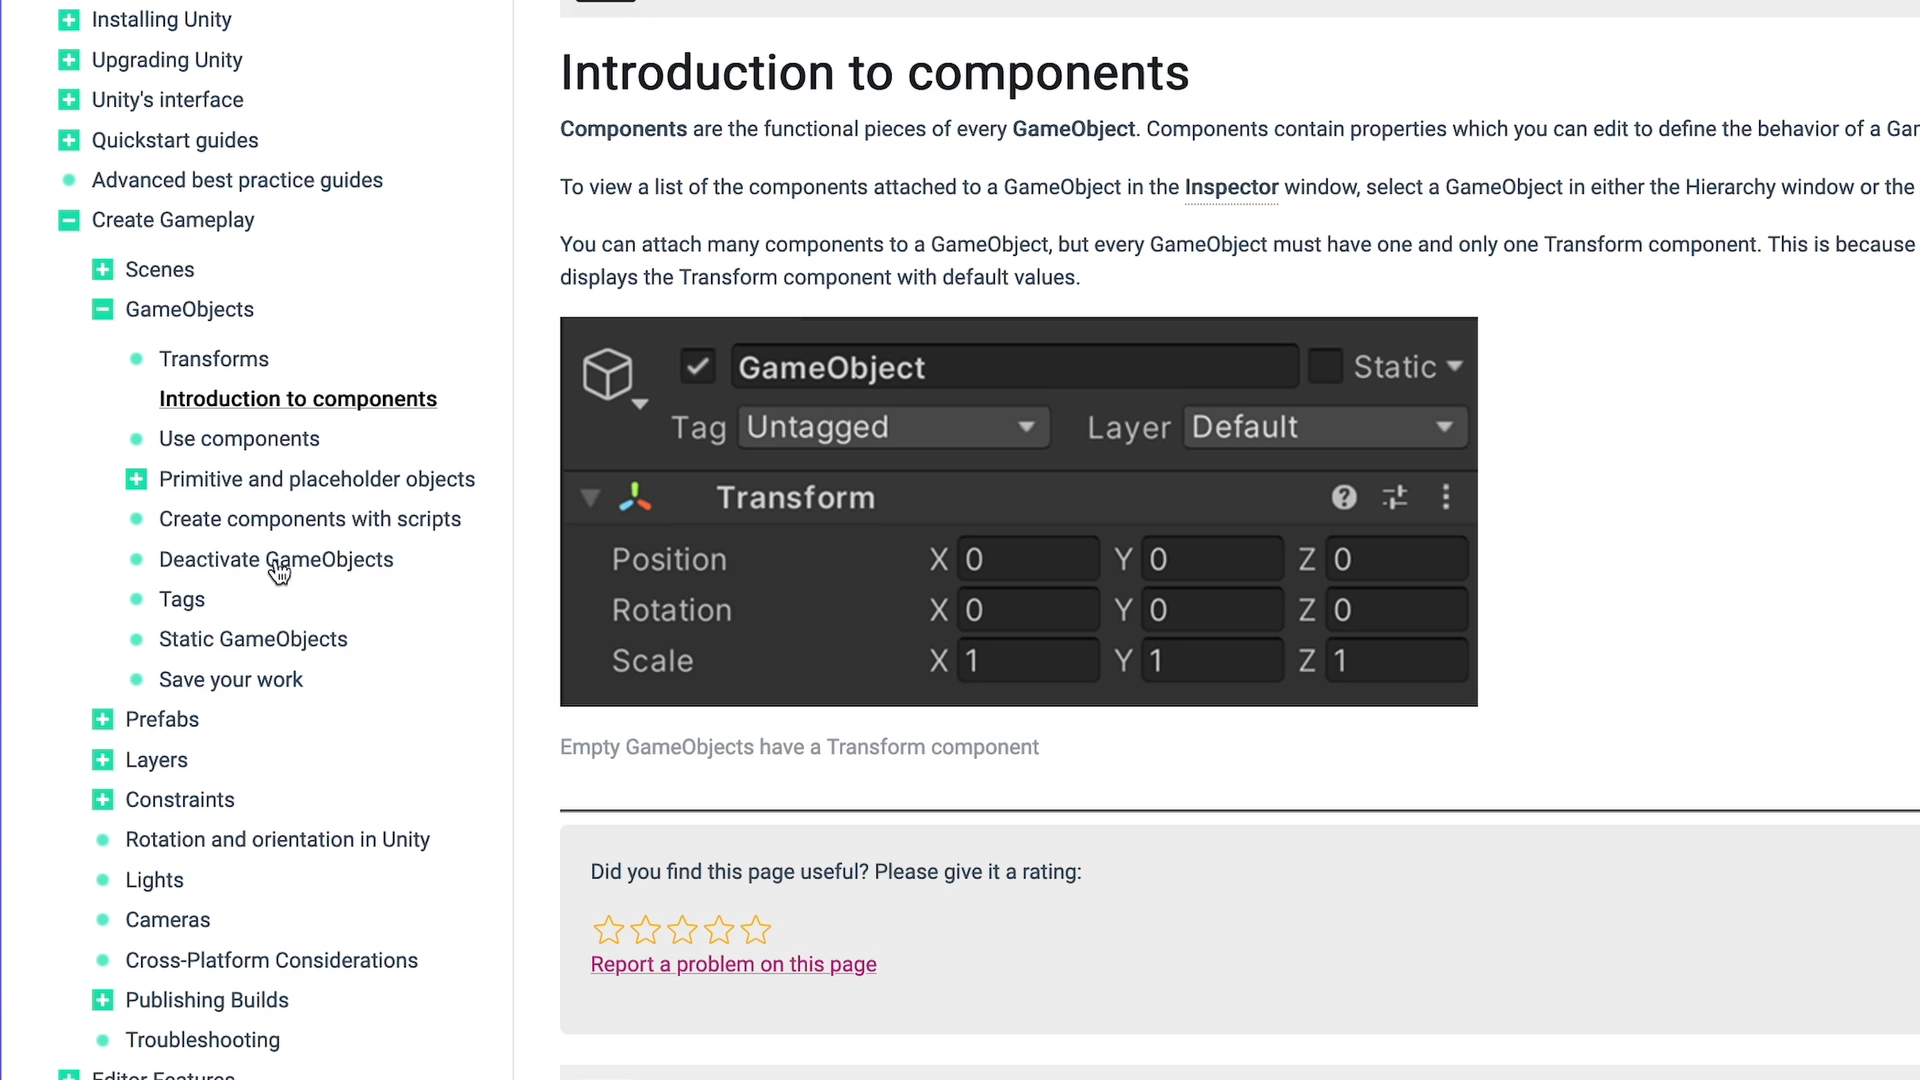 Installing Unity
Upgrading Unity
Unity's interface
Quickstart guides
Advanced best practice guides
Create Gameplay
Scenes
GameObjects
Transforms
Introduction to components
Use components
Primitive and placeholder objects
Create components with scripts
Deactivate GameObjects
Tags
Static GameObjects
Save your work
Prefabs
Layers
Constraints
Rotation and orientation in Unity
Lights
Cameras
Cross-Platform Considerations
Publishing Builds
Troubleshooting
Editor Features
Introduction to components
Components are the functional pieces of every GameObject. Components contain properties which you can edit to define the behavior of a
To view a list of the components attached to a GameObject in the Inspector window, select a GameObject in either the Hierarchy window or the
You can attach many components to a GameObject, but every GameObject must have one and only one Transform component. This is because
displays the Transform component with default values.
GameObject Static
Tag Untagged Layer Default
Transform
Position X 0 Y 0 Z 0
Rotation X 0 Y 0 Z 0
Scale X 1 Y 1 Z 1
Empty GameObjects have a Transform component
Did you find this page useful? Please give it a rating:
Report a problem on this page